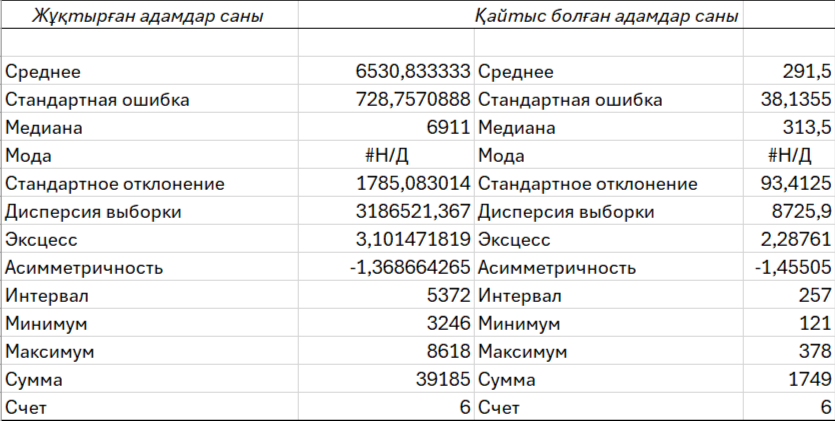 Жұқтырған адамдар саны Қайтыс болған адамдар саны
Среднее 6530,833333 Среднее 291,5
Стандартная ошибка 728,7570888 Стандартная ошибка 38,1355
Медиана 6911 Медиана 313,5
Мода #Н/Д Мода #Н/Д
Стандартное отклонение 1785,083014 Стандартное отклонение 93,4125
Дисперсия выборки 3186521,367 Дисперсия выборки 8725,9
Эксцесс 3,101471819 Эксцесс 2,28761
Асимметричность -1,368664265 Асимметричность -1,45505
Интервал 5372 Интервал 257
Минимум 3246 Минимум 121
Максимум 8618 Максимум 378
Сумма 39185 Сумма 1749
Счет 6 Счет 6